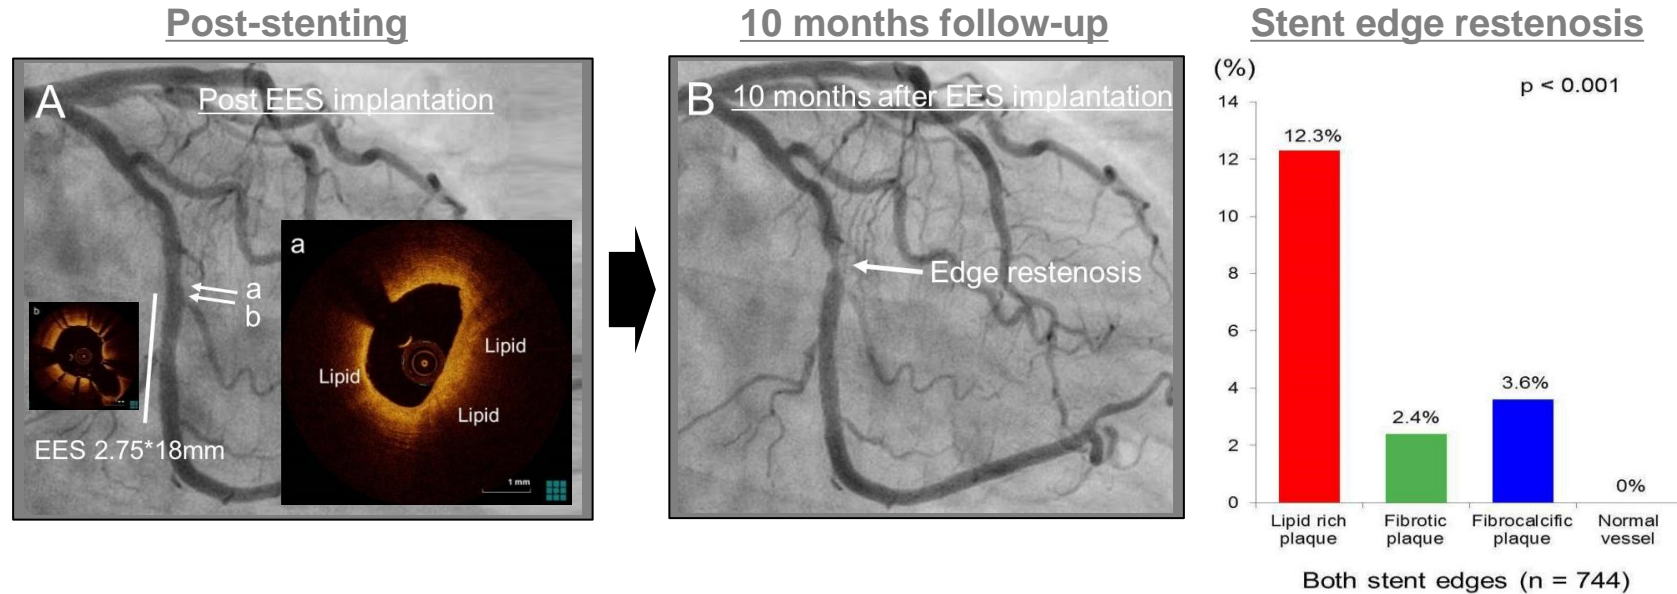 Post-stenting
10 months follow-up
Stent edge restenosis
A
Post EES implantation
a
b
b
EES 2.75*18mm
a
Lipid
Lipid
Lipid
1 mm
B
10 months after EES implantation
Edge restenosis
(%)
p < 0.001
14
12
10
8
6
4
2
0
12.3%
2.4%
3.6%
0%
Lipid rich
plaque
Fibrotic
plaque
Fibrocalcific
plaque
Normal
vessel
Both stent edges (n = 744)